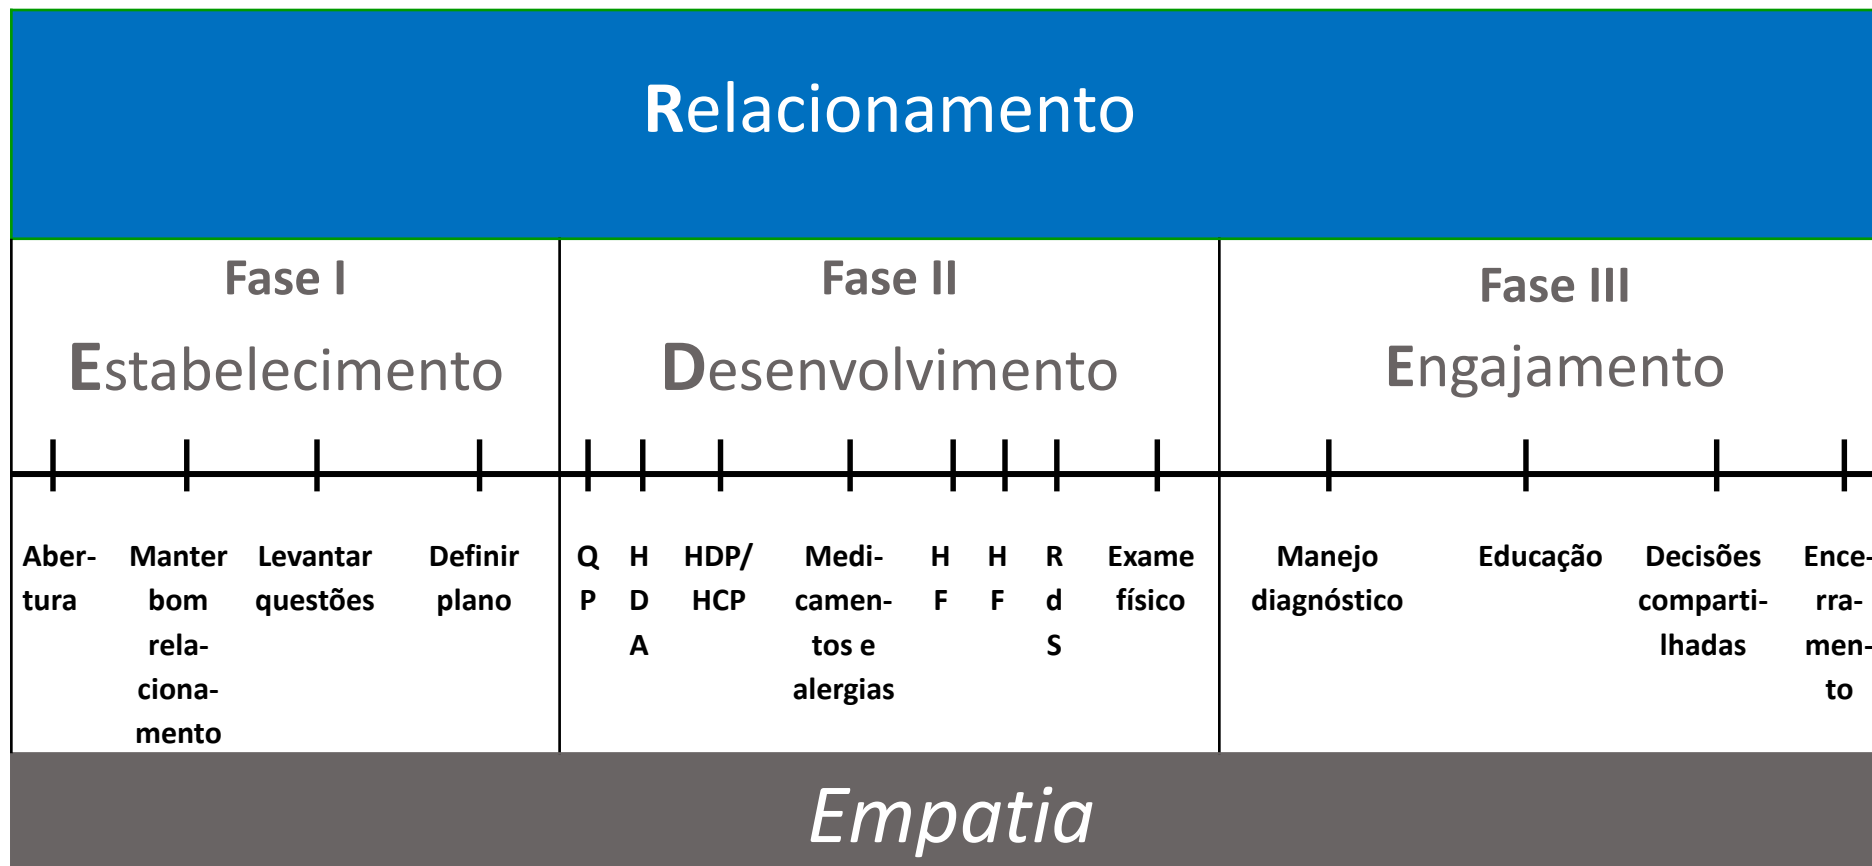 Relacionamento
Fase I
Estabelecimento
Aber-
tura
Manter
bom
rela-
ciona-
mento
Levantar
questões
Definir
plano
Fase II
Desenvolvimento
Q
P
H
D
A
HDP/
HCP
Medi-
camen-
tos e
alergias
H
F
H
F
R
d
S
Exame
físico
Fase III
Engajamento
Manejo
diagnóstico
Educação
Decisões
comparti-
lhadas
Ence-
rra-
men-
to
Empatia